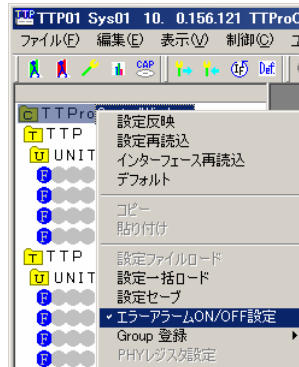 TTP01 Sys01 10. 0.156.121 TTProC
ファイル(F) 編集(E) 表示(V) 制御(C)
CAP 1F Def.
C TTPro
設定反映
設定再読込
T TTP
インターフェース再読込
U UNIT
デフォルト
F
F
コピー
F
貼り付け
F
T TTP
設定ファイルロード
U UNIT
設定一括ロード
F
設定セーブ
F
✓エラーアラームON/OFF設定
F
Group 登録
F
PHYレジスタ設定